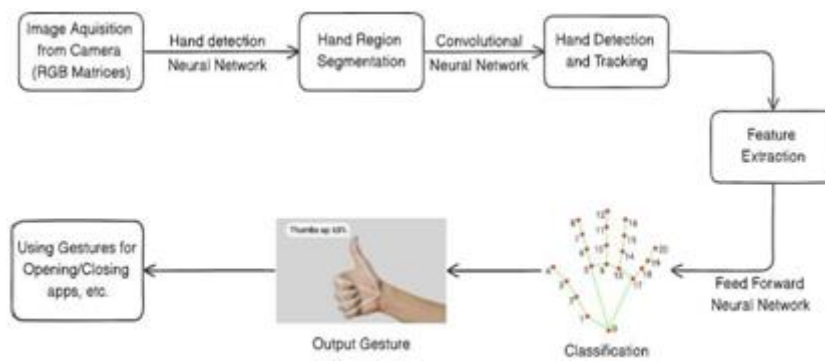 Image Aquisition
from Camera
(RGB Matrices)
Hand detection
Neural Network
Hand Region
Segmentation
Convolutional
Neural Network
Hand Detection
and Tracking
Feature
Extraction
Feed Forward
Neural Network
Classification
Thumbs up
Output Gesture
Using Gestures for
Opening/Closing
apps, etc.